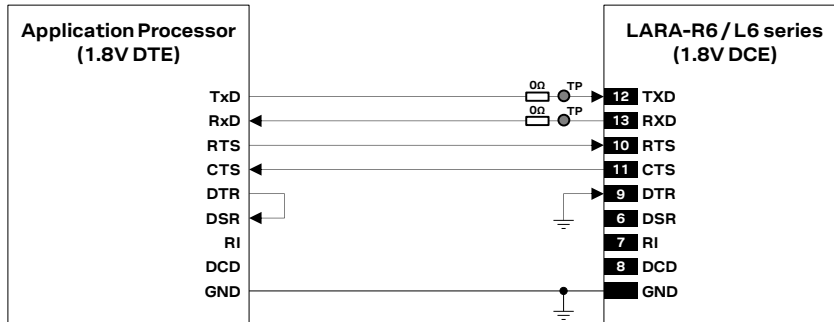 Application Processor
(1.8V DTE)
LARA-R6 / L6 series
(1.8V DCE)
TxD 0Ω TP 12 TXD
RxD 0Ω TP 13 RXD
RTS 10 RTS
CTS 11 CTS
DTR 9 DTR
DSR 6 DSR
RI 7 RI
DCD 8 DCD
GND GND